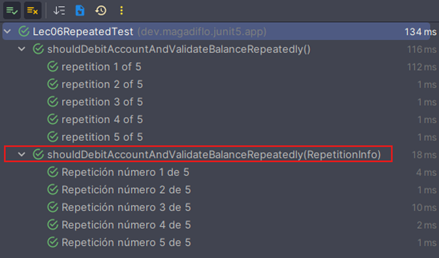 Lec06RepeatedTest (dev.magadiflo.junit5.app) 134 ms
shouldDebitAccountAndValidateBalanceRepeatedly() 116 ms
repetition 1 of 5 112 ms
repetition 2 of 5 1 ms
repetition 3 of 5 1 ms
repetition 4 of 5 1 ms
repetition 5 of 5 1 ms
shouldDebitAccountAndValidateBalanceRepeatedly(RepetitionInfo) 18 ms
Repetición número 1 de 5 4 ms
Repetición número 2 de 5 1 ms
Repetición número 3 de 5 10 ms
Repetición número 4 de 5 2 ms
Repetición número 5 de 5 1 ms